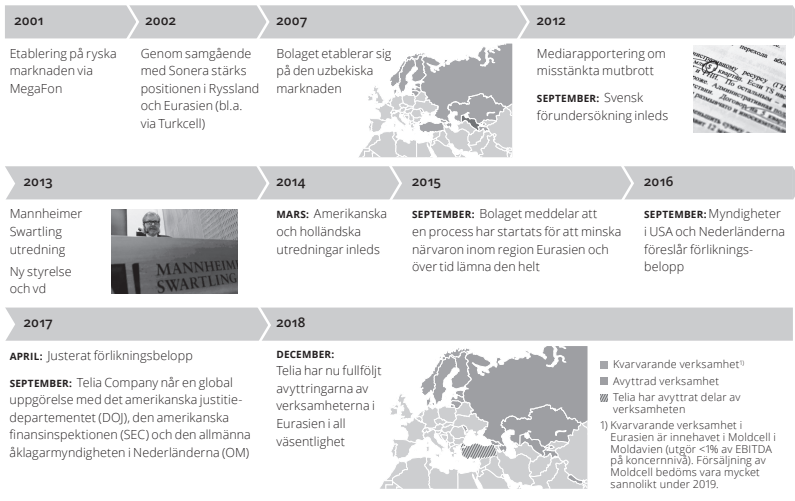 2001
Etablering på ryska
marknaden via
MegaFon
2002
Genom samgående
med Sonera stärks
positionen i Ryssland
och Eurasien (bl.a.
via Turkcell)
2007
Bolaget etablerar sig
på den uzbekiska
marknaden
2012
Mediarapportering om
misstänkta mutbrott
SEPTEMBER: Svensk
förundersökning inleds
2013
Mannheimer
Swartling
utredning
Ny styrelse
och vd
MANNHEIM
SWARTLING
2014
MARS: Amerikanska
och holländska
utredningar inleds
2015
SEPTEMBER: Bolaget meddelar att
en process har startats för att minska
närvaron inom region Eurasien och
över tid lämna den helt
2016
SEPTEMBER: Myndigheter
i USA och Nederländerna
föreslår förliknings-
belopp
2017
APRIL: Justerat förlikningsbelopp
SEPTEMBER: Telia Company når en global
uppgörelse med det amerikanska justitie-
departementet (DOJ), den amerikanska
finansinspektionen (SEC) och den allmänna
åklagarmyndigheten i Nederländerna (OM)
2018
DECEMBER:
Telia har nu fullföljt
avyttringarna av
verksamheterna i
Eurasien i all
väsentlighet
Kvarvarande verksamhet1)
Avyttrad verksamhet
Telia har avyttrat delar av
verksamheten
1) Kvarvarande verksamhet i
Eurasien är innehavet i Moldcell i
Moldavien (utgör <1% av EBITDA
på koncernnivå). Försäljning av
Moldcell bedöms vara mycket
sannolikt under 2019.